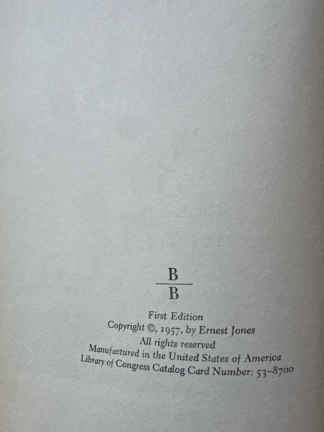 B
B
First Edition
Copyright ©, 1957, by Ernest Jones
All rights reserved
Manufactured in the United States of America
Library of Congress Catalog Card Number: 53–8700